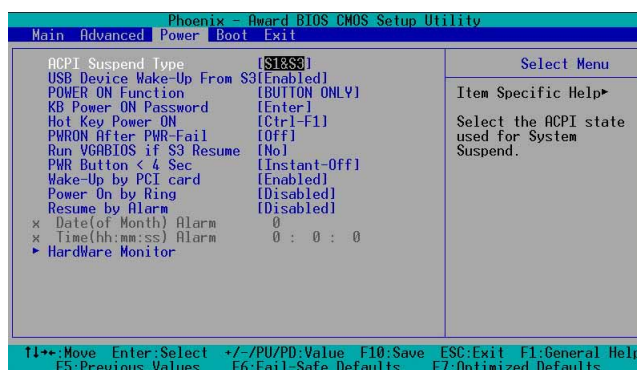 Phoenix - Award BIOS CMOS Setup Utility
Main Advanced Power Boot Exit
ACPI Suspend Type [S1&S3]
USB Device Wake-Up From S3[Enabled]
POWER ON Function [BUTTON ONLY]
KB Power ON Password [Enter]
Hot Key Power ON [Ctrl-F1]
PWRON After PWR-Fail [Off]
Run VGABIOS if S3 Resume [No]
PWR Button < 4 Sec [Instant-Off]
Wake-Up by PCI card [Enabled]
Power On by Ring [Disabled]
Resume by Alarm [Disabled]
x Date(of Month) Alarm 0
x Time(hh:mm:ss) Alarm 0 : 0 : 0
► HardWare Monitor
Select Menu
Item Specific Help►
Select the ACPI state
used for System
Suspend.
↑↓→←:Move Enter:Select +/-/PU/PD:Value F10:Save ESC:Exit F1:General Help
F5:Previous Values F6:Fail-Safe Defaults F7:Optimized Defaults